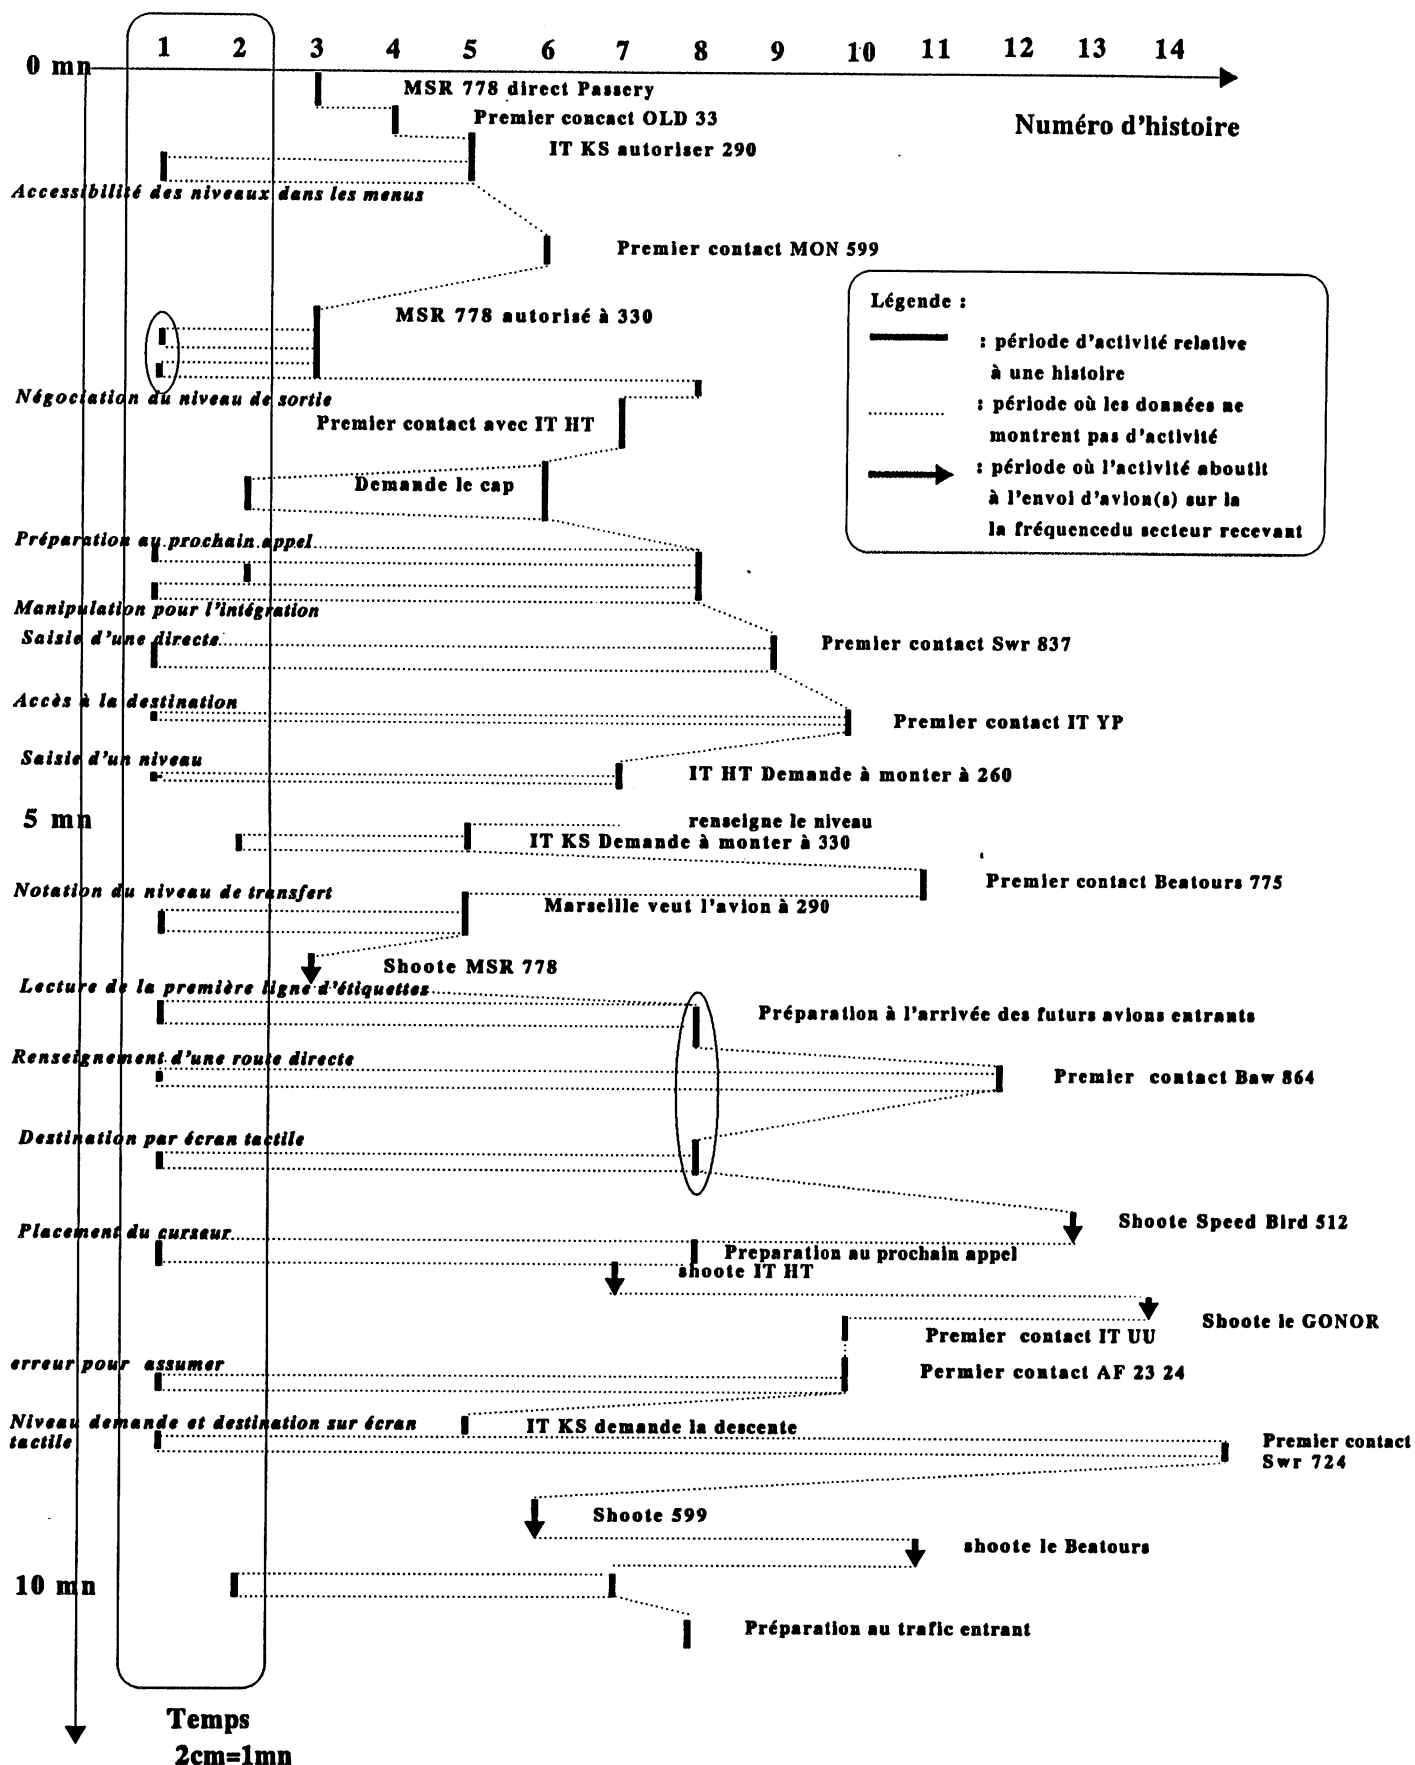 1 2 3 4 5 6 7 8 9 10 11 12 13 14
0 mn
MSR 778 direct Passery
Premier concact OLD 33
Numéro d'histoire
IT KS autoriser 290
Accessibilité des niveaux dans les menus
Premier contact MON 599
Légende :
: période d'activité relative
à une histoire
: période où les données ne
montrent pas d'activité
: période où l'activité aboutit
à l'envoi d'avion(s) sur la
la fréquencedu secteur recevant
MSR 778 autorisé à 330
Négociation du niveau de sortie
Premier contact avec IT HT
Demande le cap
Préparation au prochain appel
Manipulation pour l'intégration
Saisie d'une directe
Premier contact Swr 837
Accès à la destination
Premier contact IT YP
Saisie d'un niveau
IT HT Demande à monter à 260
5 mn
renseigne le niveau
IT KS Demande à monter à 330
Notation du niveau de transfert
Premier contact Beatours 775
Marseille veut l'avion à 290
Shoote MSR 778
Lecture de la première ligne d'étiquettes
Préparation à l'arrivée des futurs avions entrants
Renseignement d'une route directe
Premier contact Baw 864
Destination par écran tactile
Shoote Speed Bird 512
Placement du curseur
Preparation au prochain appel
shoote IT HT
Shoote le GONOR
Premier contact IT UU
erreur pour assumer
Permier contact AF 23 24
Niveau demande et destination sur écran
tactile
IT KS demande la descente
Premier contact
Swr 724
Shoote 599
shoote le Beatours
10 mn
Préparation au trafic entrant
Temps
2cm=1mn